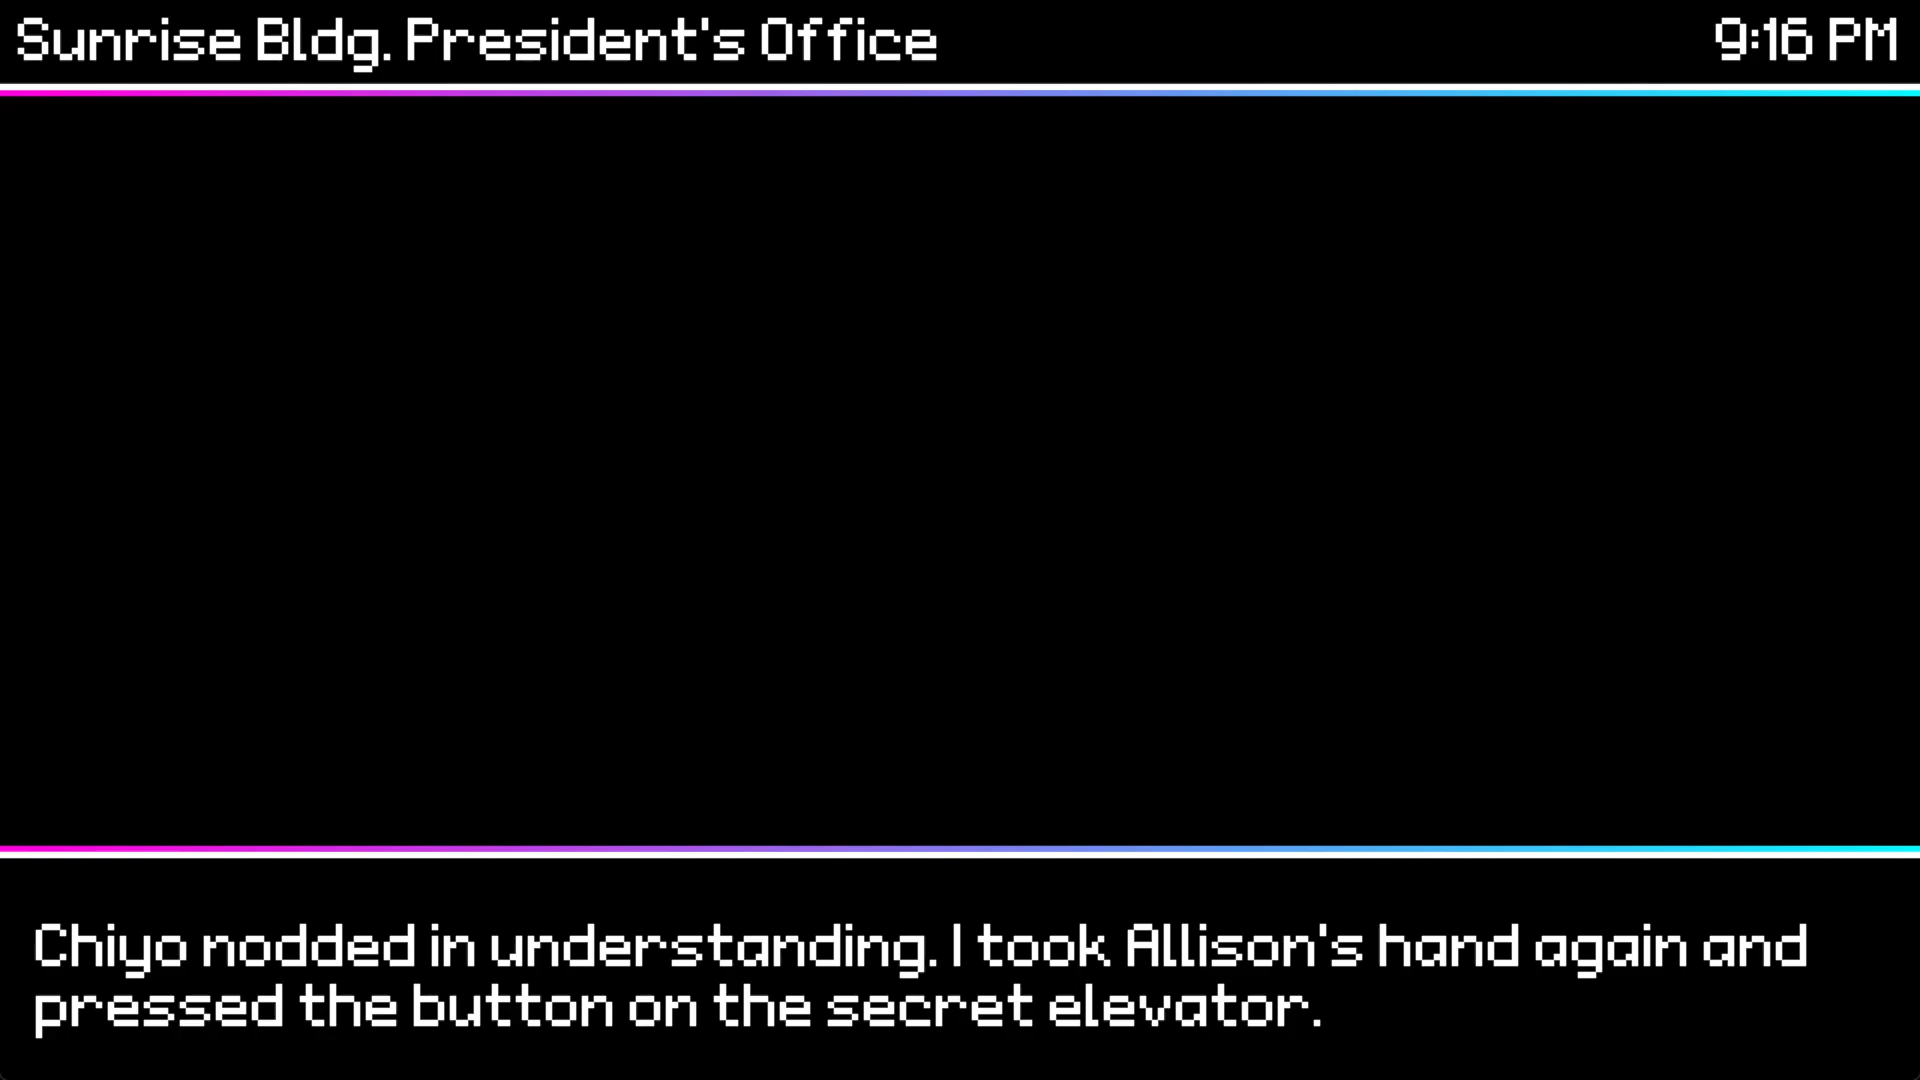 Sunrise Bldg. President's Office
9:16 PM
Chiyo nodded in understanding. I took Allison's hand again and
pressed the button on the secret elevator.